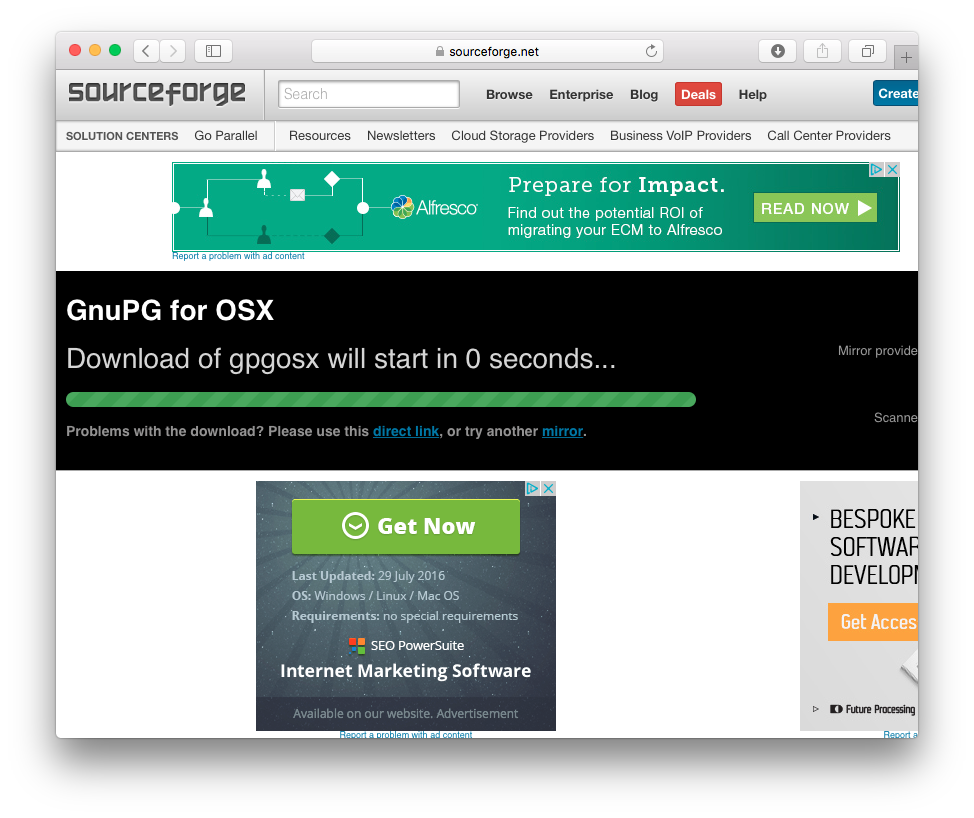 sourceforge.net
sourceforge
Search
Browse Enterprise Blog Deals Help
Create
SOLUTION CENTERS Go Parallel Resources Newsletters Cloud Storage Providers Business VoIP Providers Call Center Providers
Alfresco
Prepare for Impact.
Find out the potential ROI of
migrating your ECM to Alfresco
READ NOW
Report a problem with ad content
GnuPG for OSX
Download of gpgosx will start in 0 seconds...
Mirror provide
Scanne
Problems with the download? Please use this direct link, or try another mirror.
Get Now
Last Updated: 29 July 2016
OS: Windows / Linux / Mac OS
Requirements: no special requirements
SEO PowerSuite
Internet Marketing Software
Available on our website. Advertisement
Report a problem with ad content
BESPOKE
SOFTWAR
DEVELOPM
Get Acces
Future Processing
Report a